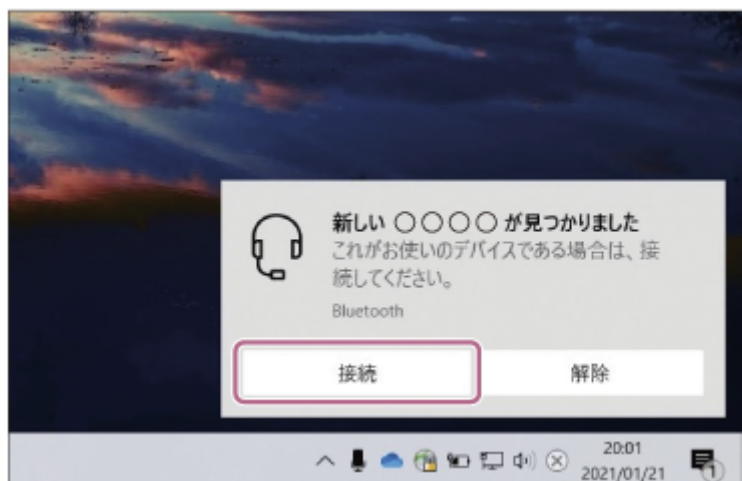 新しい 〇〇〇〇 が見つかりました
これがお使いのデバイスである場合は、接
続してください。
Bluetooth
接続
解除
20:01
2021/01/21
1